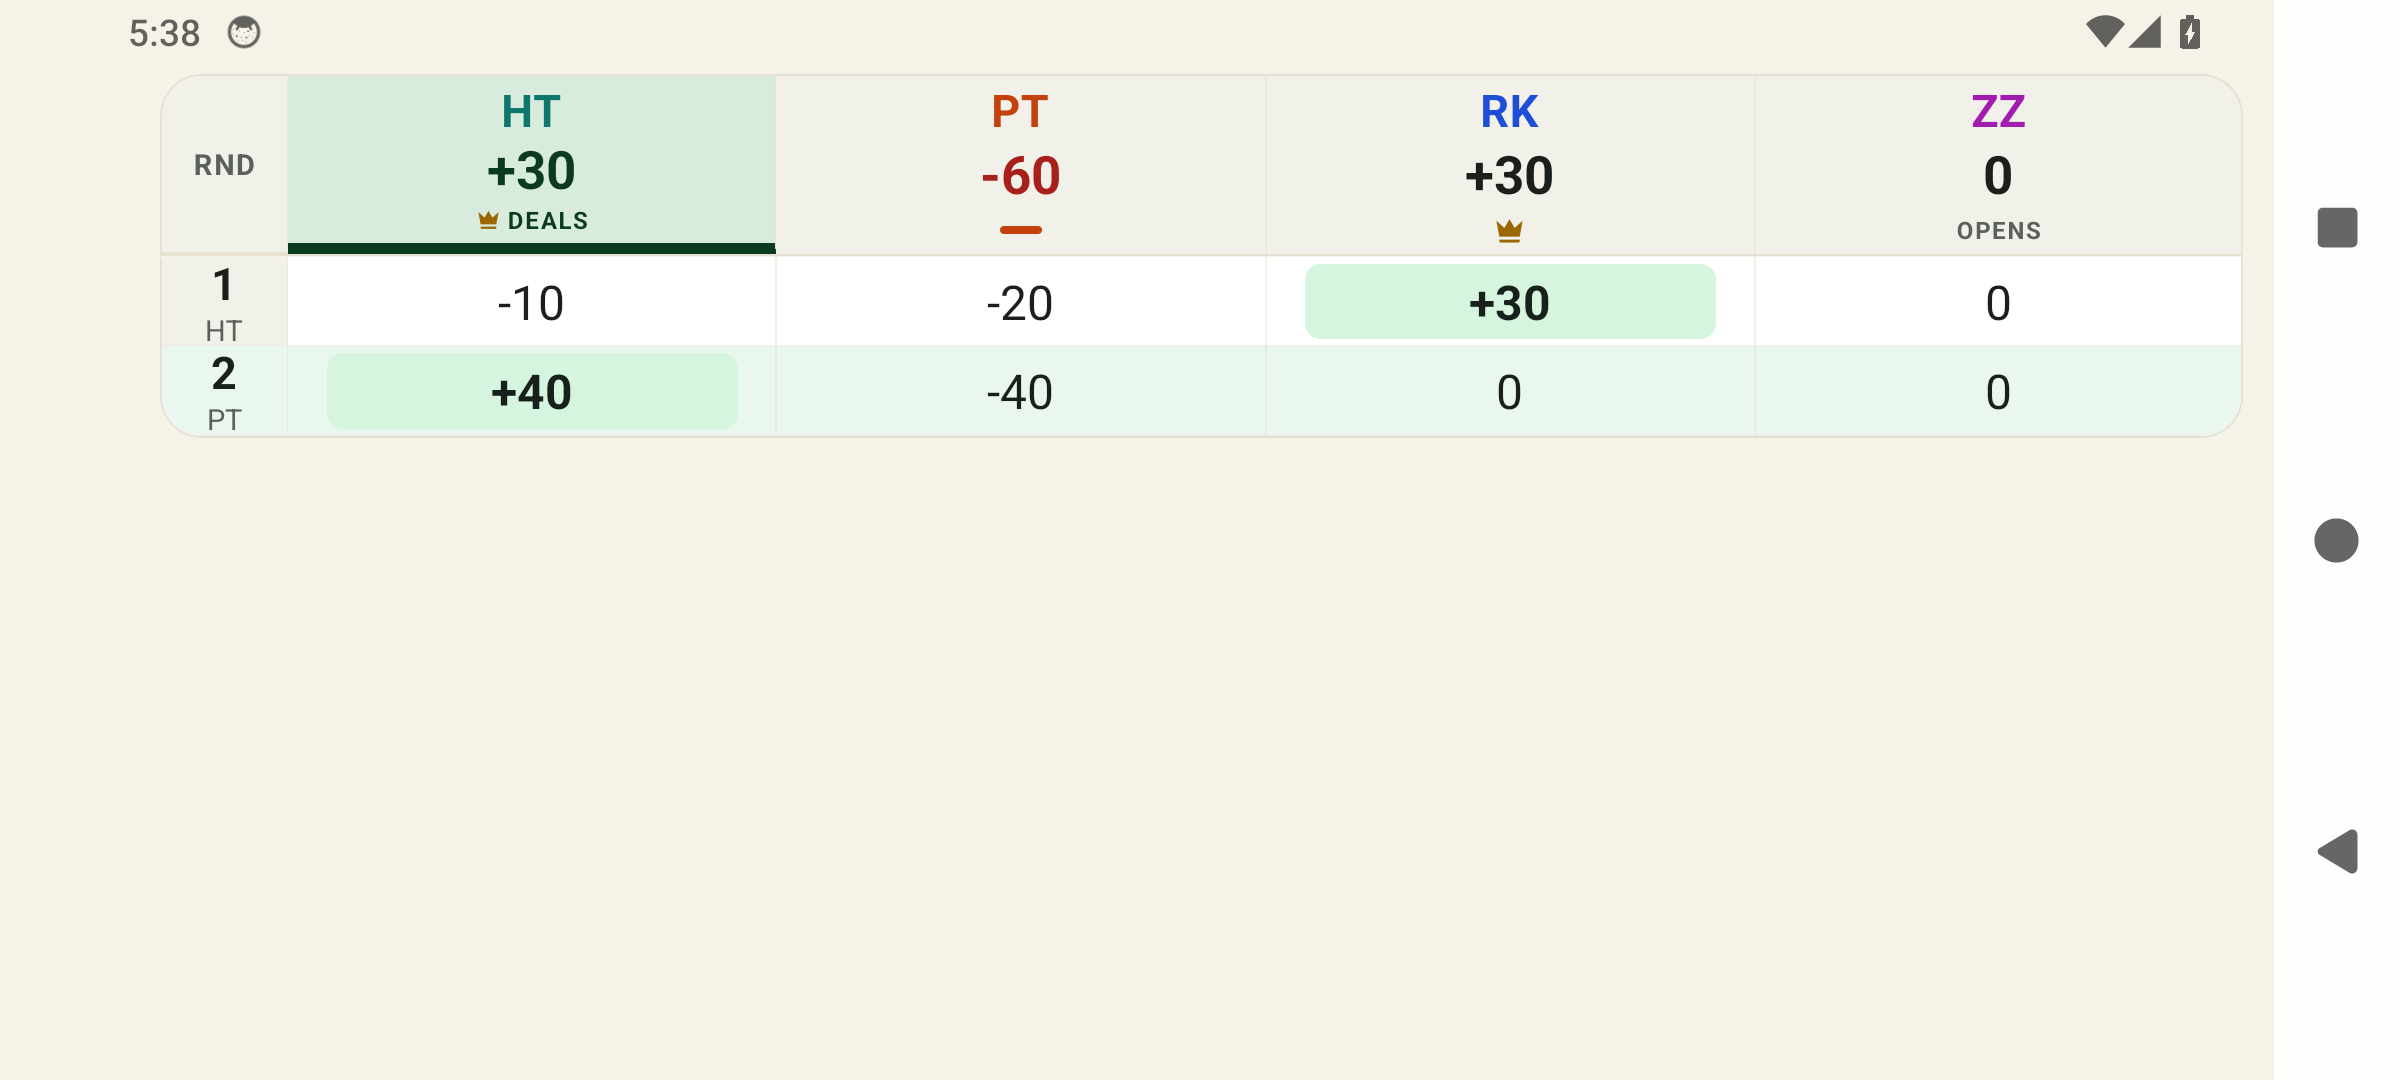 5:38
RND HT PT RK ZZ
+30 -60 +30 0
DEALS OPENS
1 -10 -20 +30 0
HT
2 +40 -40 0 0
PT